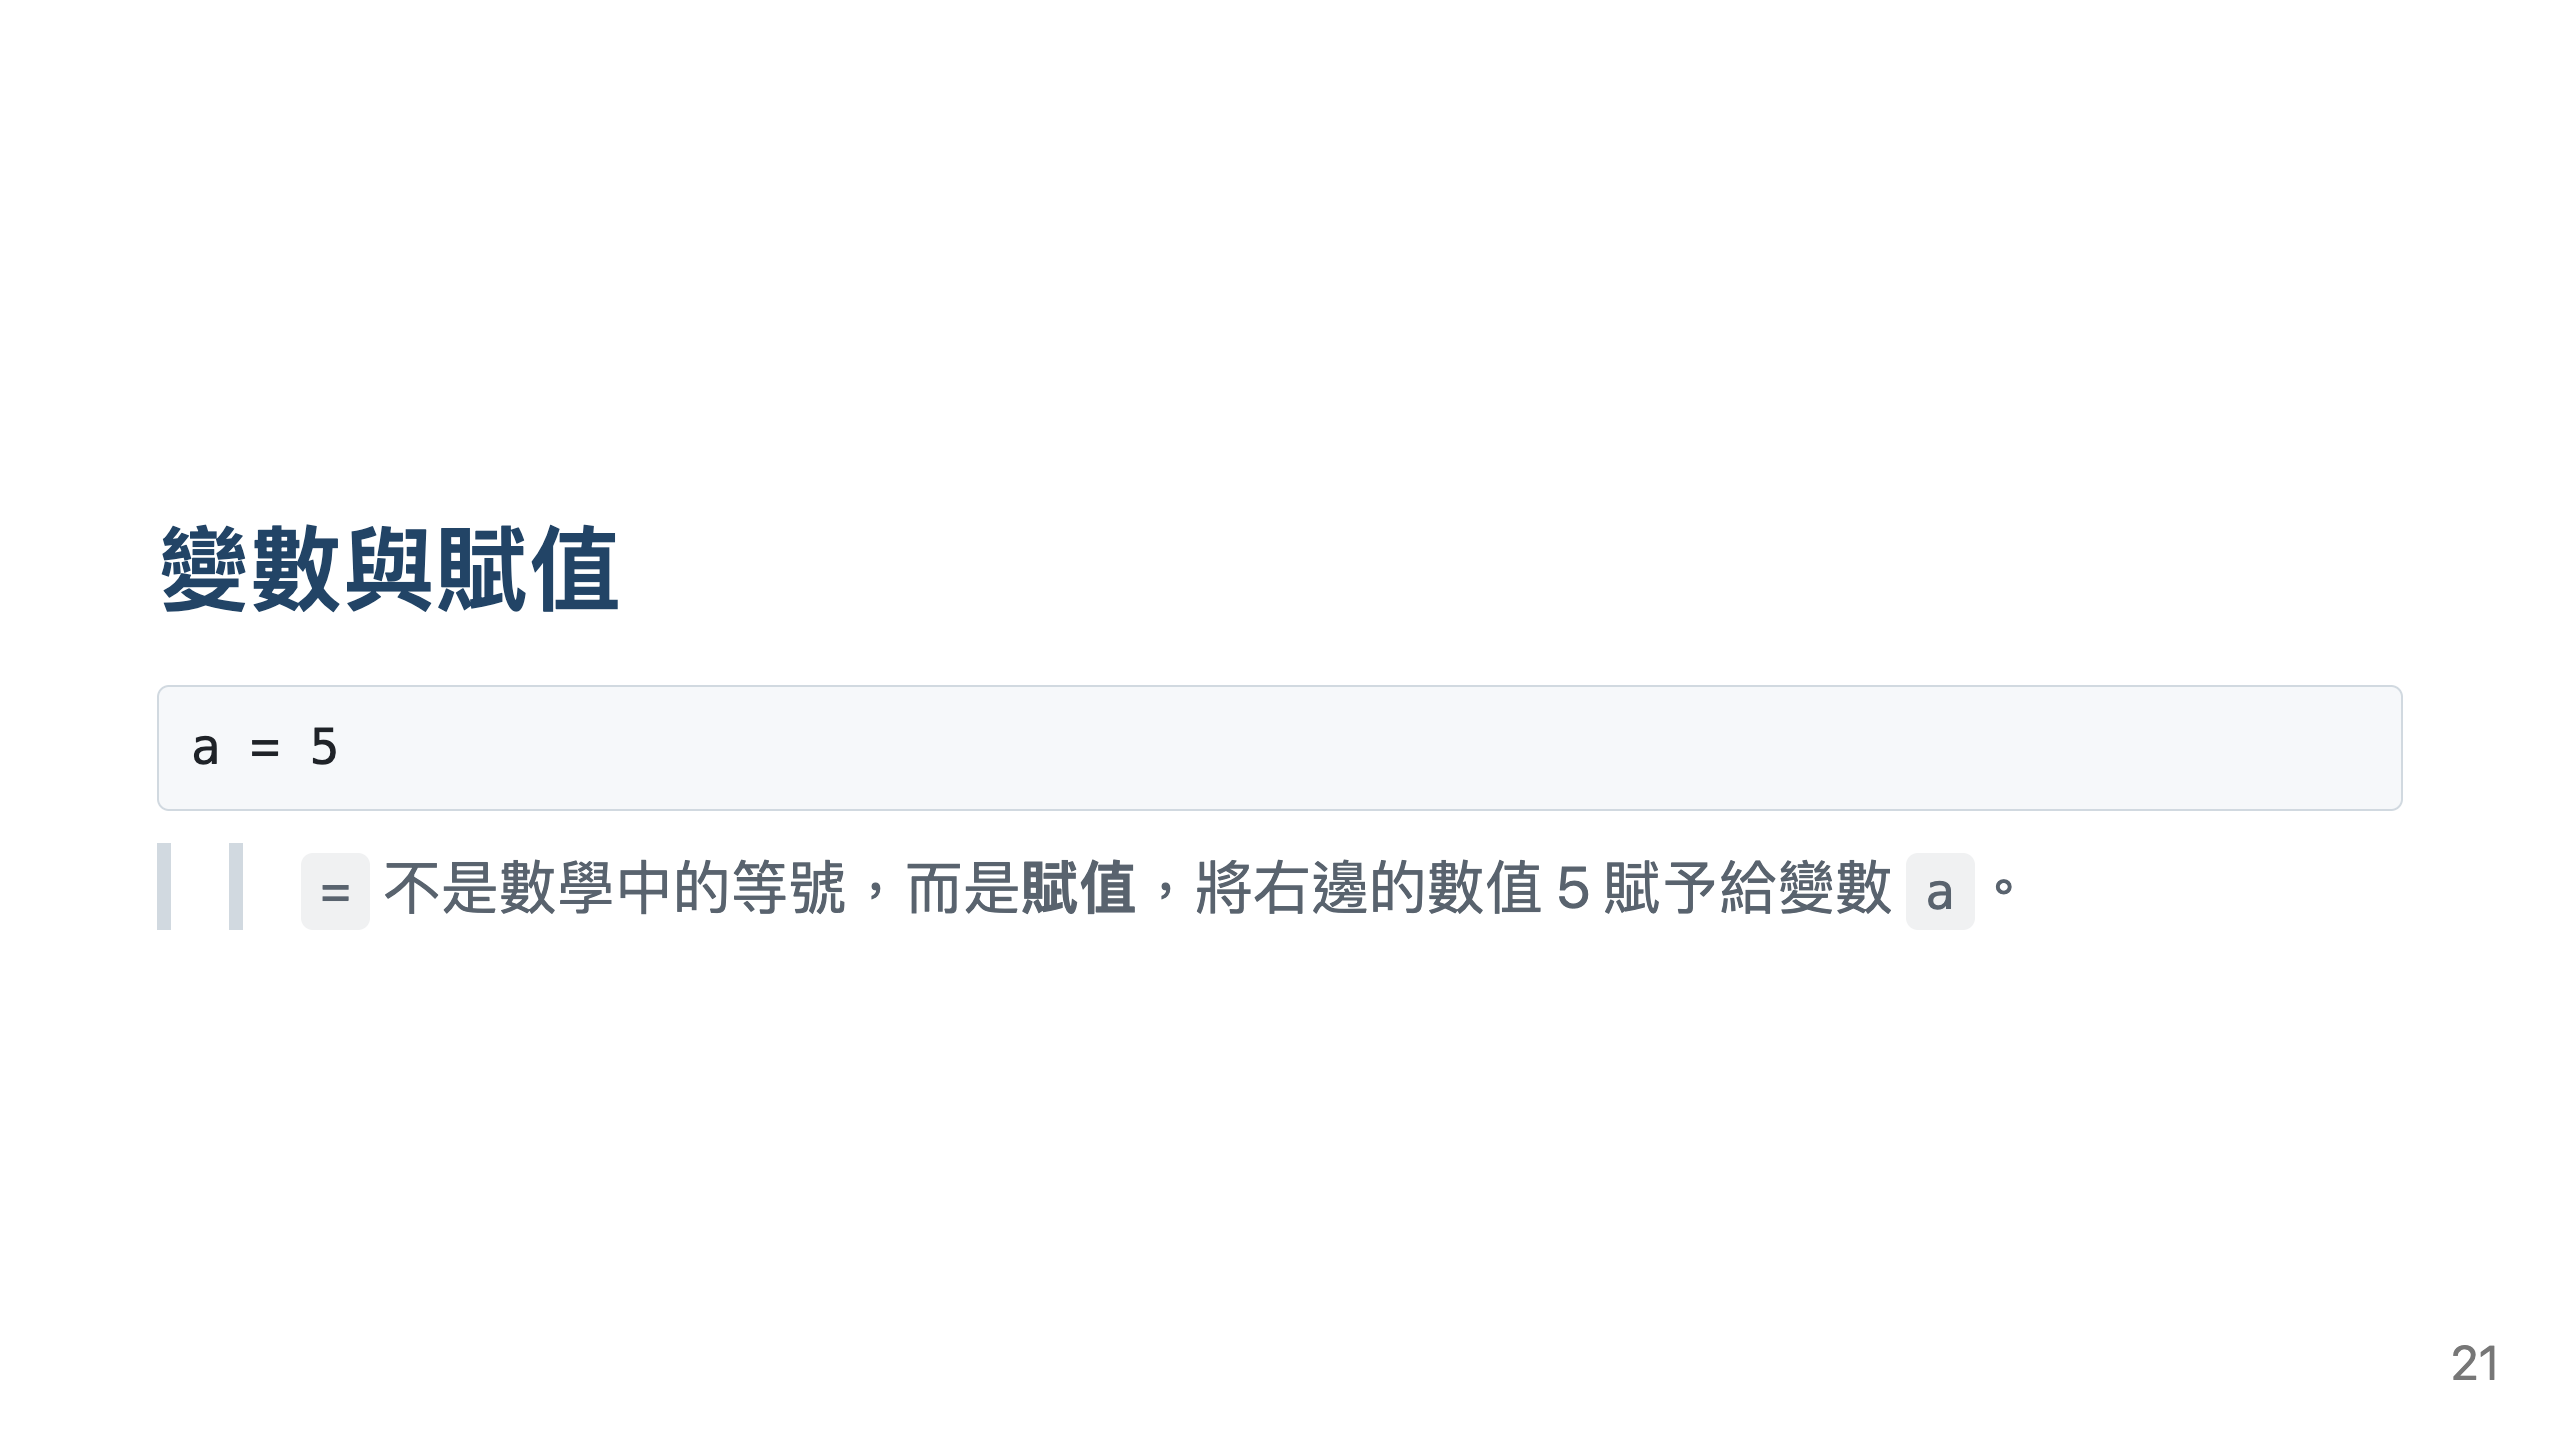 變數與賦值
a = 5
= 不是數學中的等號，而是賦值，將右邊的數值 5 賦予給變數 a 。
21